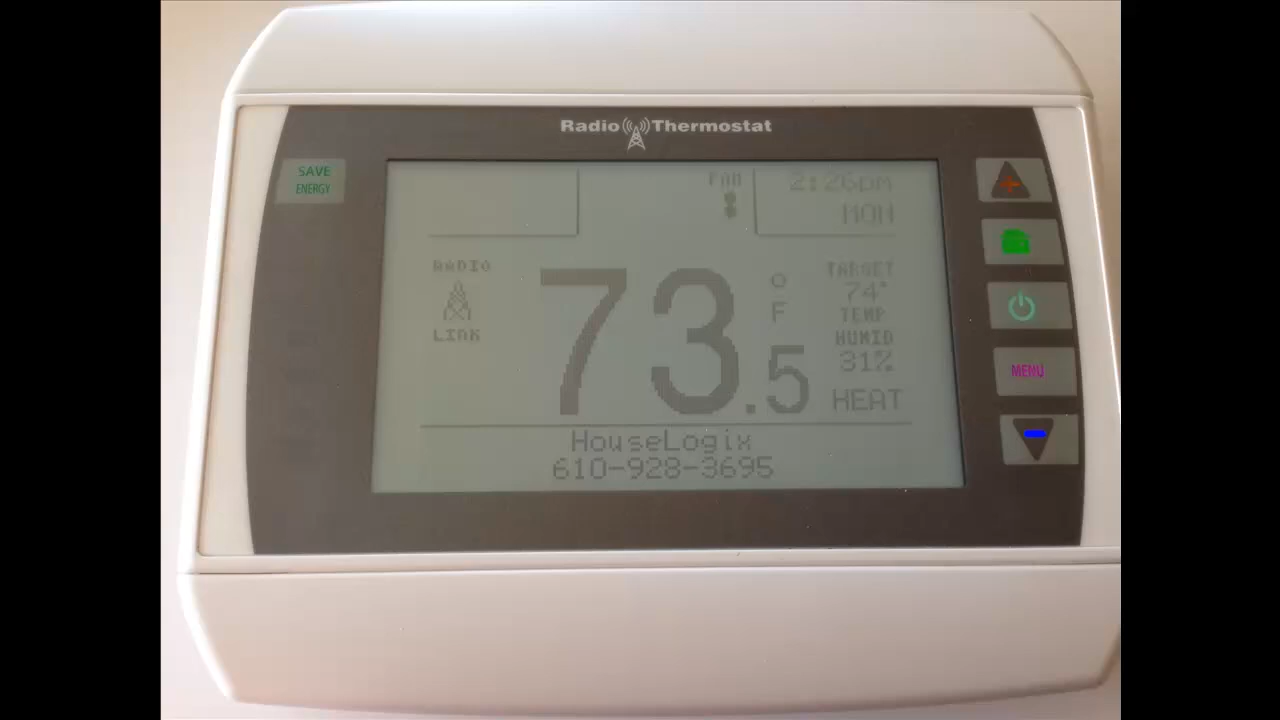 Radio Thermostat
SAVE
ENERGY
FAN
2:26pm
MON
RADIO
LINK
73.5
°
F
TARGET
74°
TEMP
HUMID
31%
HEAT
MENU
HouseLogix
610-928-3695